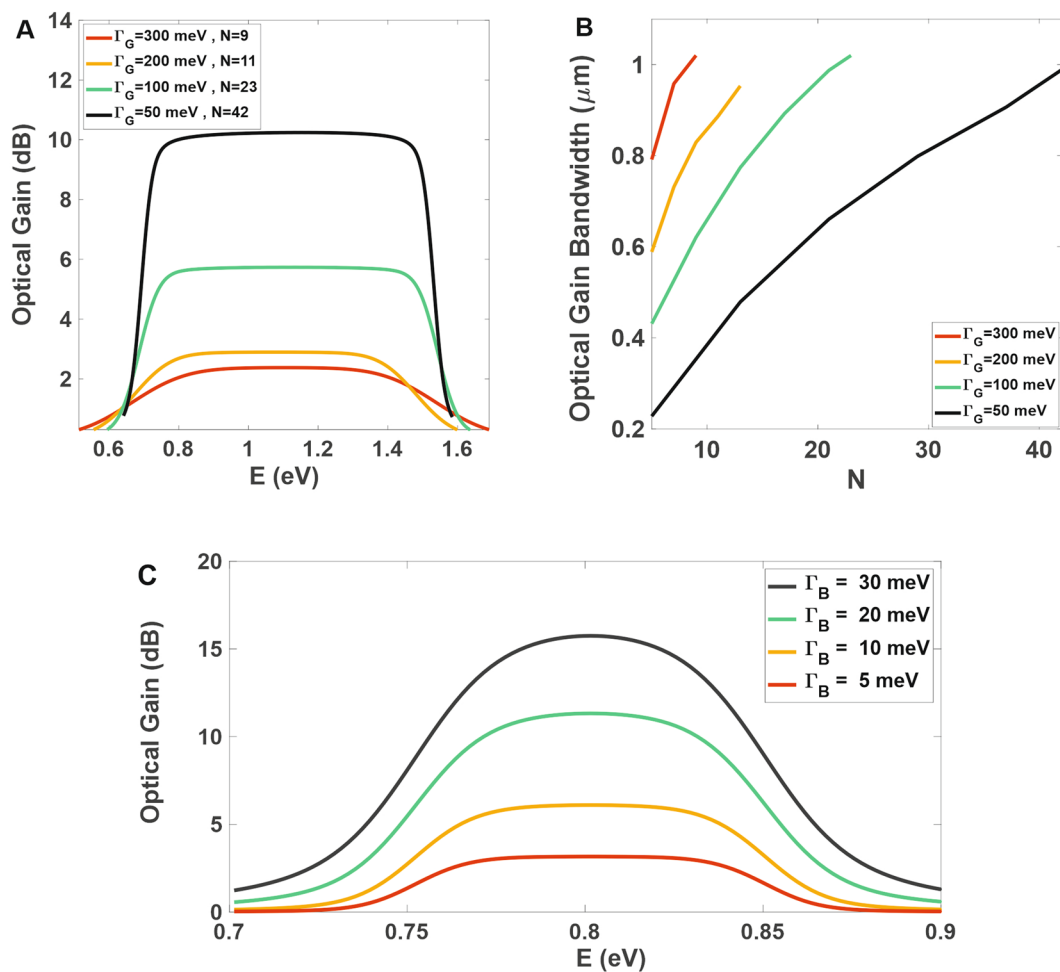 A
ΓG=300 meV , N=9
ΓG=200 meV , N=11
ΓG=100 meV , N=23
ΓG=50 meV , N=42
14
12
10
8
6
4
2
Optical Gain (dB)
0.6 0.8 1 1.2 1.4 1.6
E (eV)
B
1
0.8
0.6
0.4
0.2
Optical Gain Bandwidth (μm)
ΓG=300 meV
ΓG=200 meV
ΓG=100 meV
ΓG=50 meV
10 20 30 40
N
C
20
15
10
5
0
Optical Gain (dB)
ΓB = 30 meV
ΓB = 20 meV
ΓB = 10 meV
ΓB = 5 meV
0.7 0.75 0.8 0.85 0.9
E (eV)